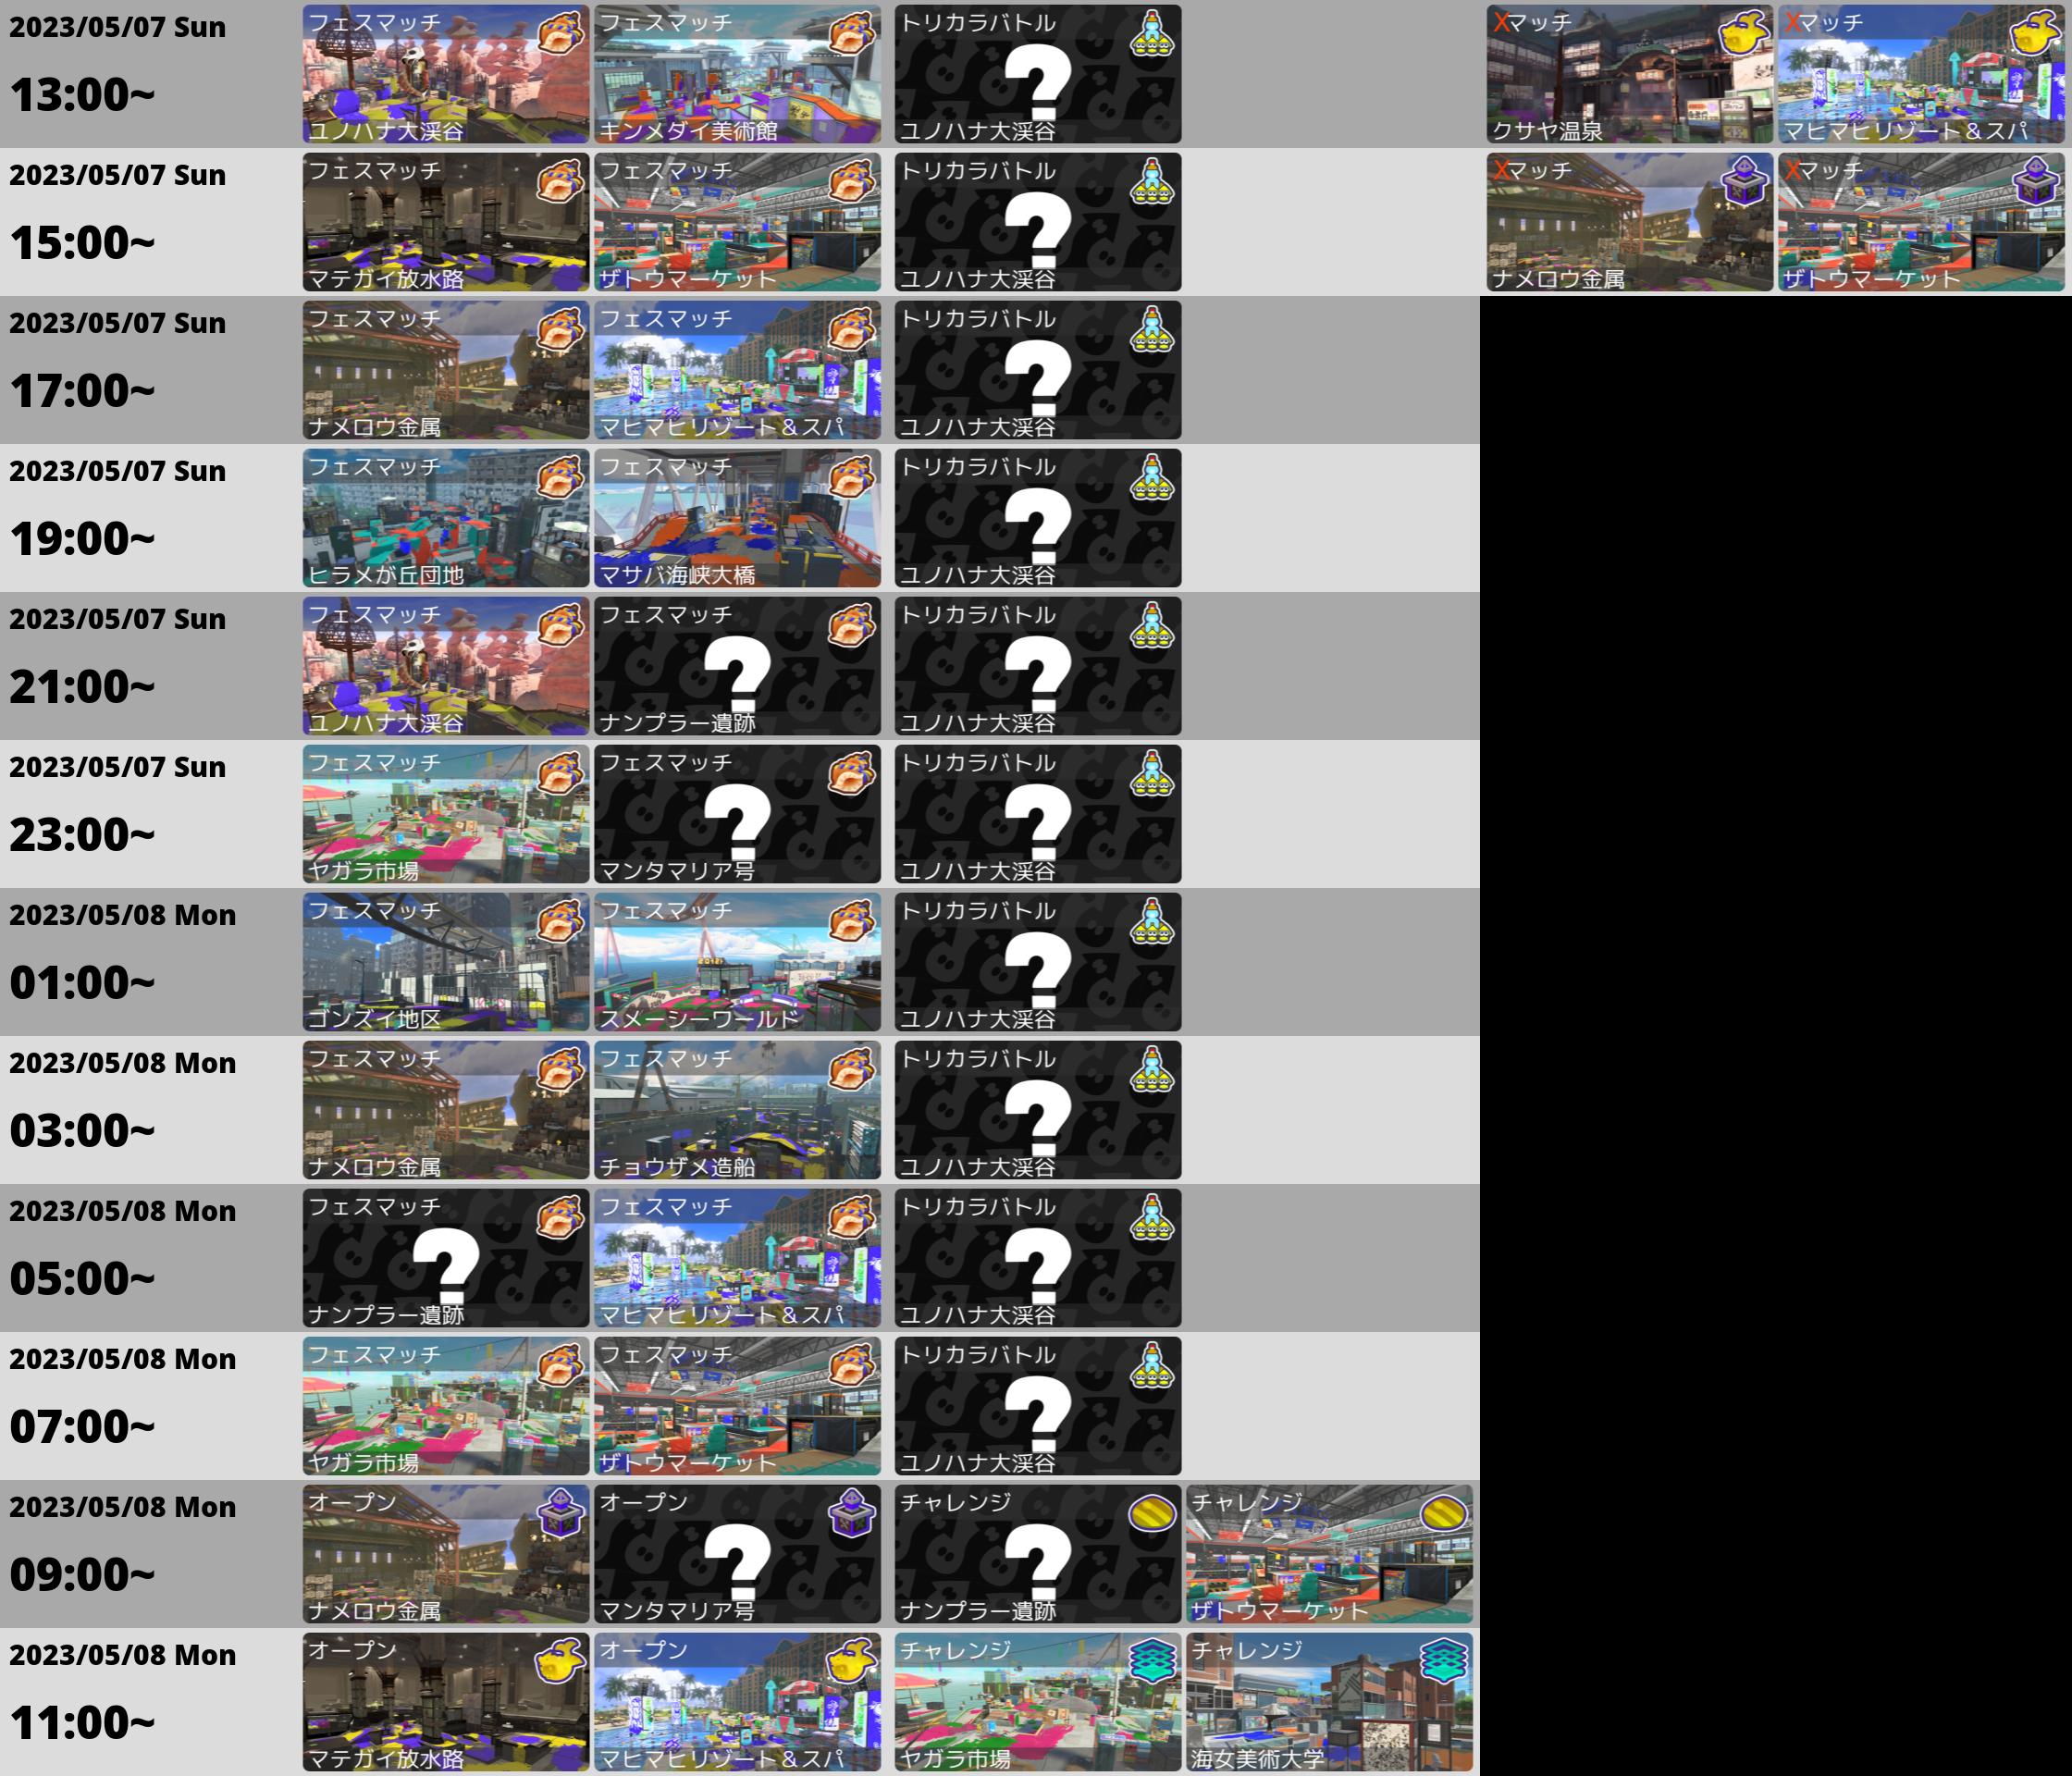 2023/05/07 Sun
13:00~
フェスマッチ
ユノハナ大渓谷
フェスマッチ
キンメダイ美術館
トリカラバトル
?
ユノハナ大渓谷
Xマッチ
クサヤ温泉
Xマッチ
マヒマヒリゾート&スパ
2023/05/07 Sun
15:00~
フェスマッチ
マテガイ放水路
フェスマッチ
ザトウマーケット
トリカラバトル
?
ユノハナ大渓谷
Xマッチ
ナメロウ金属
Xマッチ
ザトウマーケット
2023/05/07 Sun
17:00~
フェスマッチ
ナメロウ金属
フェスマッチ
マヒマヒリゾート&スパ
トリカラバトル
?
ユノハナ大渓谷
2023/05/07 Sun
19:00~
フェスマッチ
ヒラメが丘団地
フェスマッチ
マサバ海峡大橋
トリカラバトル
?
ユノハナ大渓谷
2023/05/07 Sun
21:00~
フェスマッチ
ユノハナ大渓谷
フェスマッチ
?
ナンプラー遺跡
トリカラバトル
?
ユノハナ大渓谷
2023/05/07 Sun
23:00~
フェスマッチ
ヤガラ市場
フェスマッチ
?
マンタマリア号
トリカラバトル
?
ユノハナ大渓谷
2023/05/08 Mon
01:00~
フェスマッチ
ゴンズイ地区
フェスマッチ
スメーシーワールド
トリカラバトル
?
ユノハナ大渓谷
2023/05/08 Mon
03:00~
フェスマッチ
ナメロウ金属
フェスマッチ
チョウザメ造船
トリカラバトル
?
ユノハナ大渓谷
2023/05/08 Mon
05:00~
フェスマッチ
?
ナンプラー遺跡
フェスマッチ
マヒマヒリゾート&スパ
トリカラバトル
?
ユノハナ大渓谷
2023/05/08 Mon
07:00~
フェスマッチ
ヤガラ市場
フェスマッチ
ザトウマーケット
トリカラバトル
?
ユノハナ大渓谷
2023/05/08 Mon
09:00~
オープン
ナメロウ金属
オープン
?
マンタマリア号
チャレンジ
?
ナンプラー遺跡
チャレンジ
ザトウマーケット
2023/05/08 Mon
11:00~
オープン
マテガイ放水路
オープン
マヒマヒリゾート&スパ
チャレンジ
ヤガラ市場
チャレンジ
海女美術大学